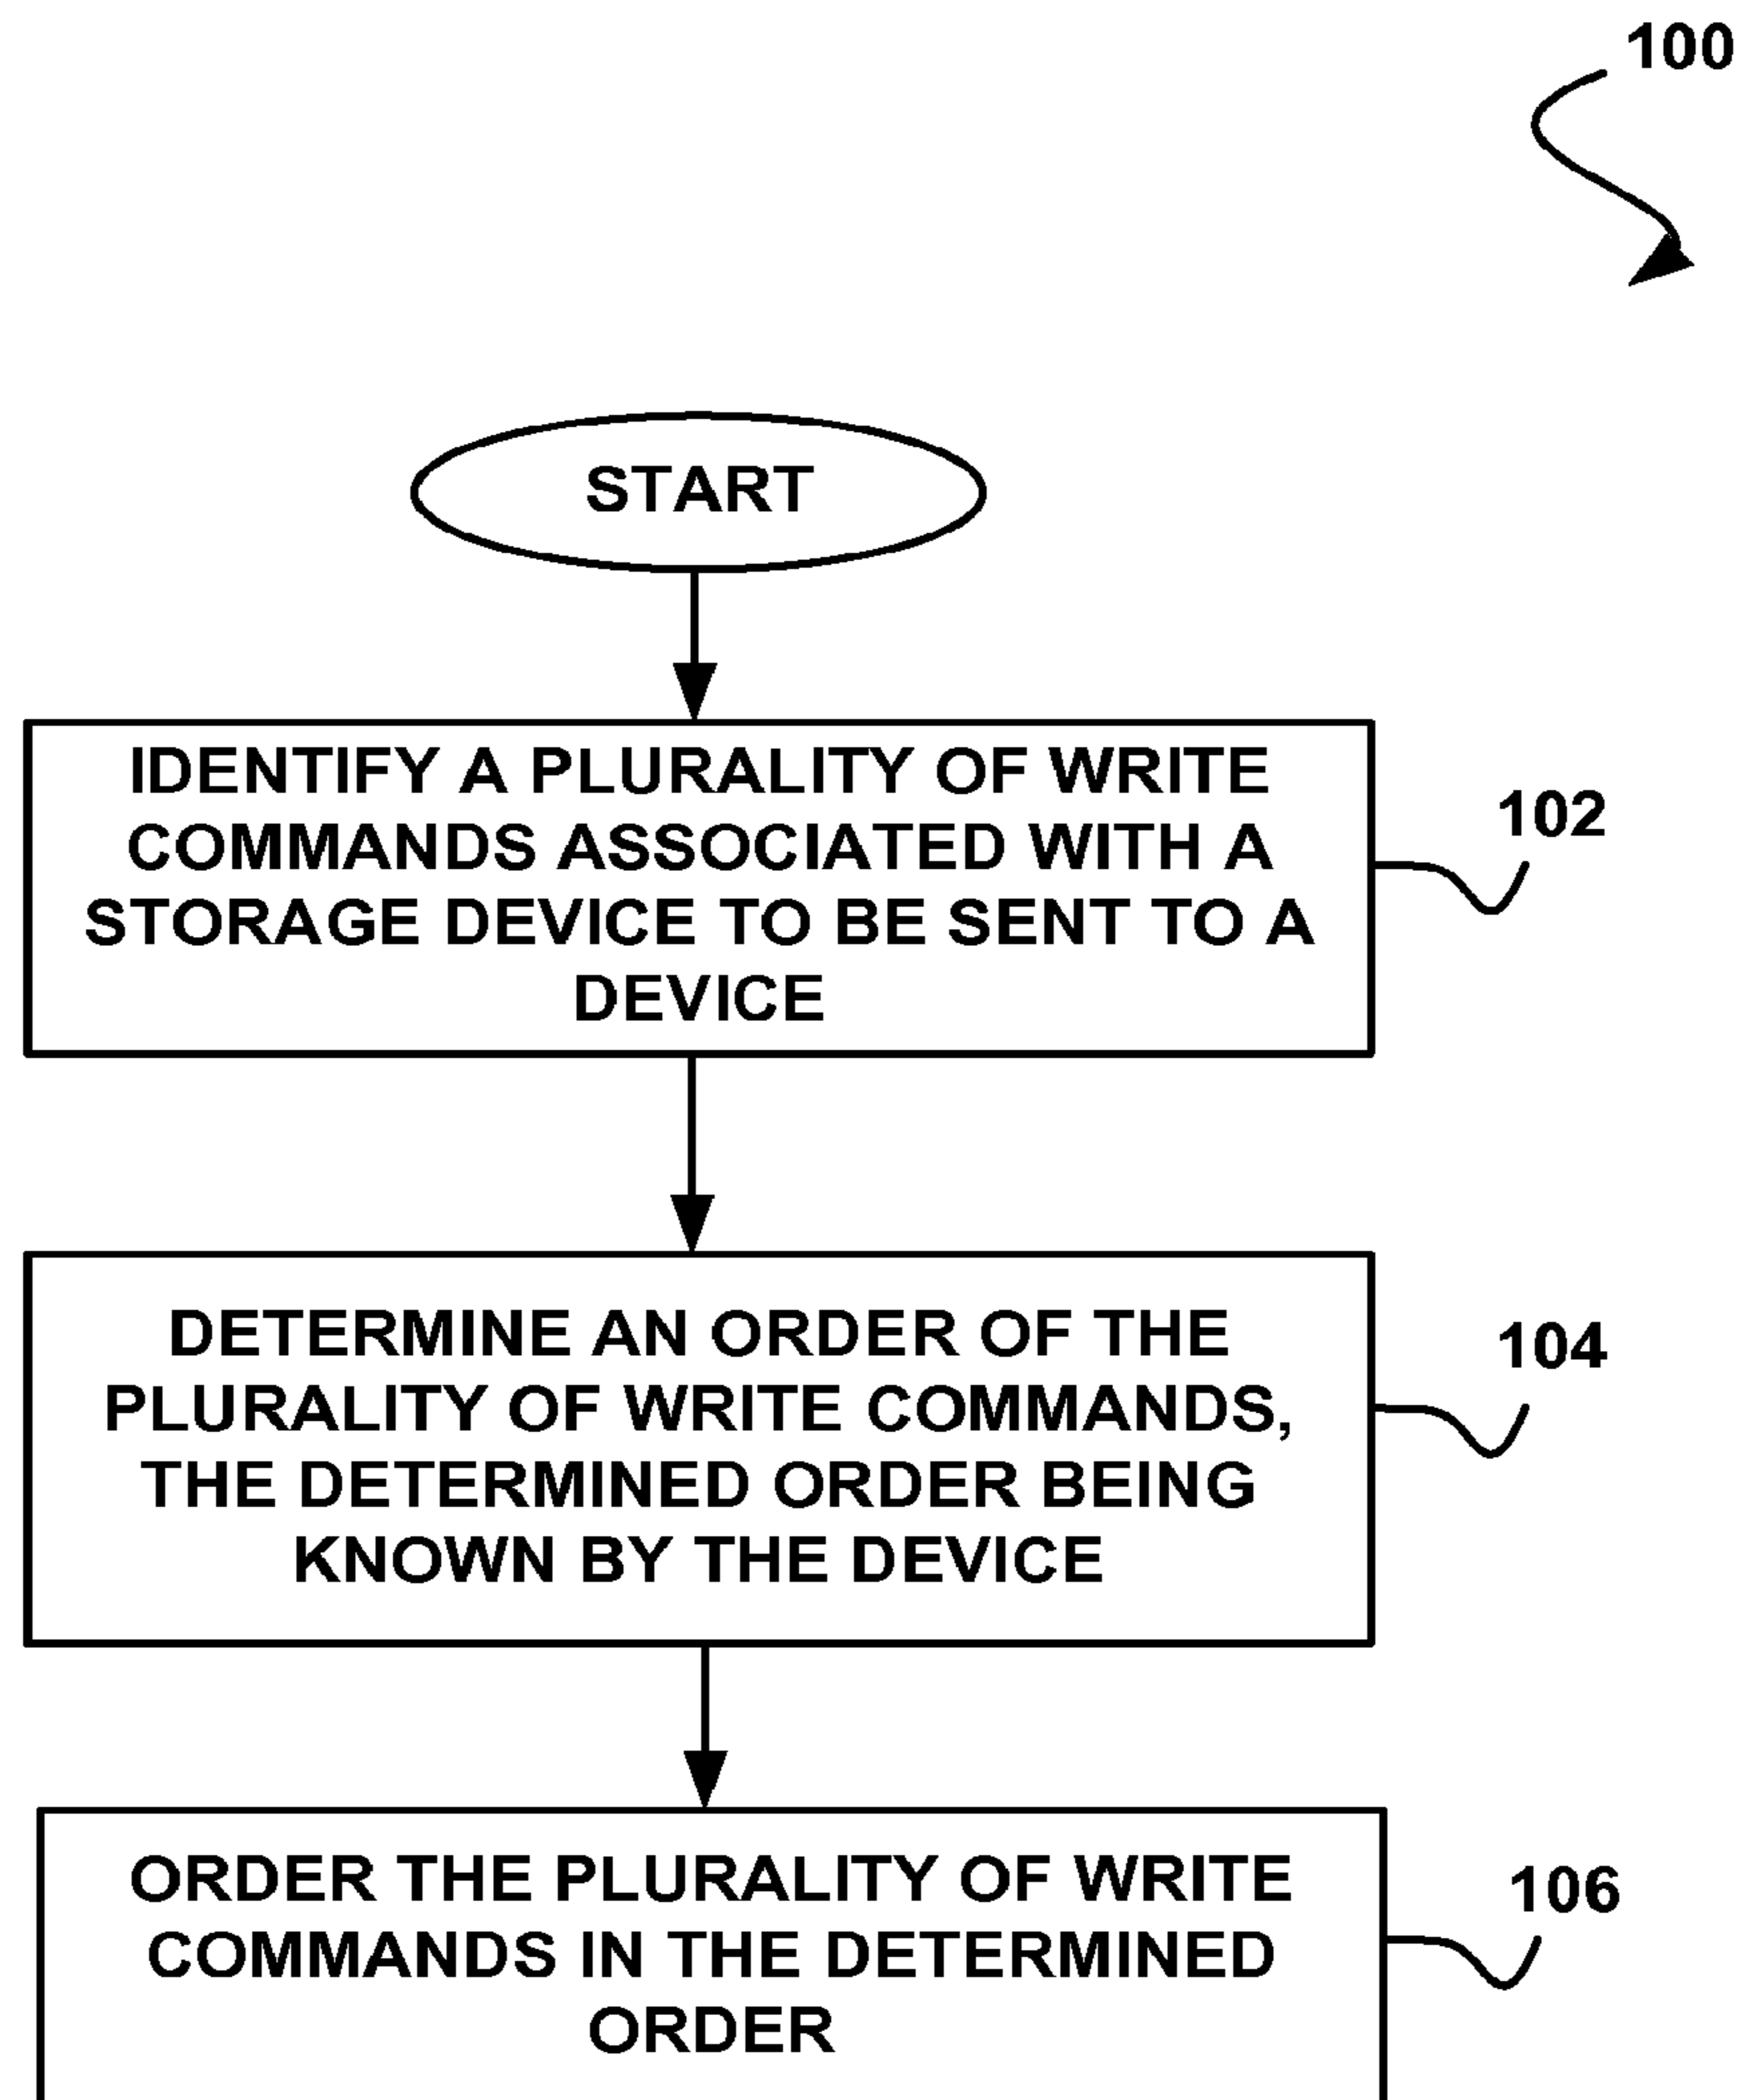 100
START
IDENTIFY A PLURALITY OF WRITE
COMMANDS ASSOCIATED WITH A
STORAGE DEVICE TO BE SENT TO A
DEVICE
102
DETERMINE AN ORDER OF THE
PLURALITY OF WRITE COMMANDS,
THE DETERMINED ORDER BEING
KNOWN BY THE DEVICE
104
ORDER THE PLURALITY OF WRITE
COMMANDS IN THE DETERMINED
ORDER
106